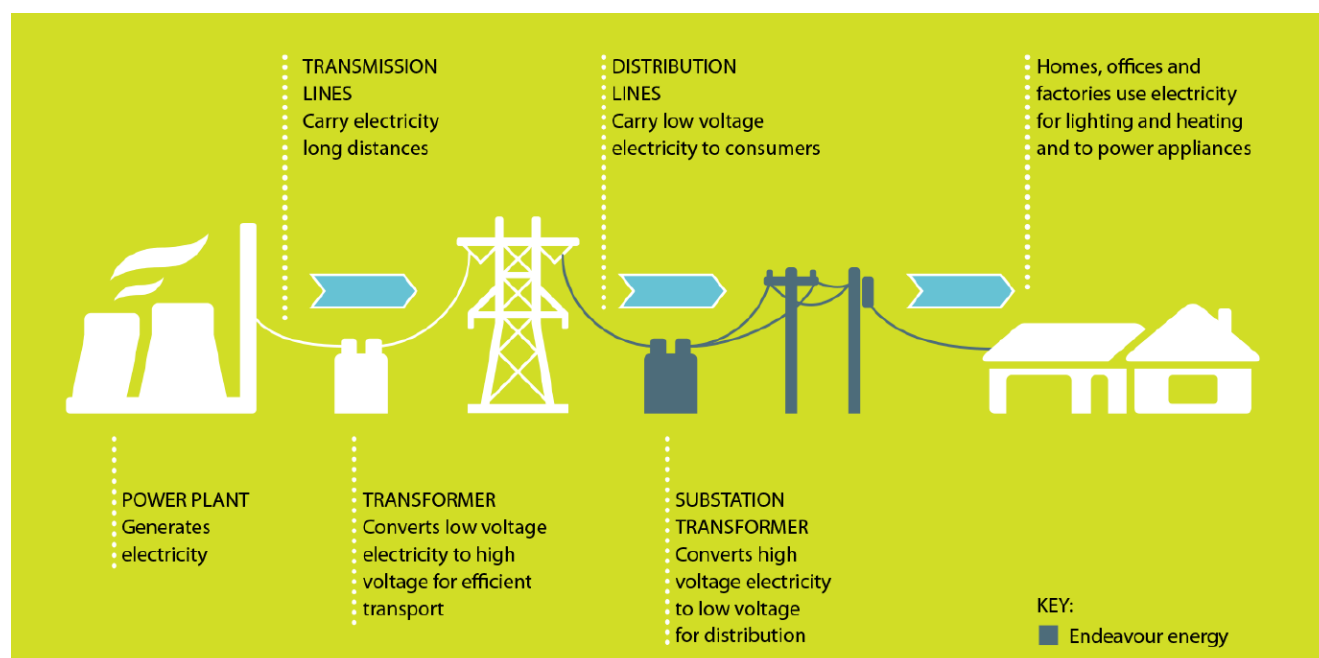 TRANSMISSION
LINES
Carry electricity
long distances
DISTRIBUTION
LINES
Carry low voltage
electricity to consumers
Homes, offices and
factories use electricity
for lighting and heating
and to power appliances
POWER PLANT
Generates
electricity
TRANSFORMER
Converts low voltage
electricity to high
voltage for efficient
transport
SUBSTATION
TRANSFORMER
Converts high
voltage electricity
to low voltage
for distribution
KEY:
Endeavour energy